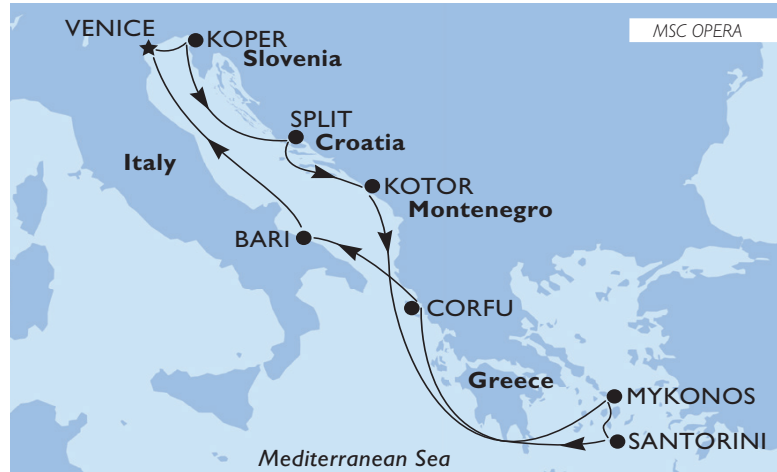 VENICE
KOPER
Slovenia
MSC OPERA
SPLIT
Croatia
Italy
KOTOR
Montenegro
BARI
CORFU
Greece
MYKONOS
SANTORINI
Mediterranean Sea